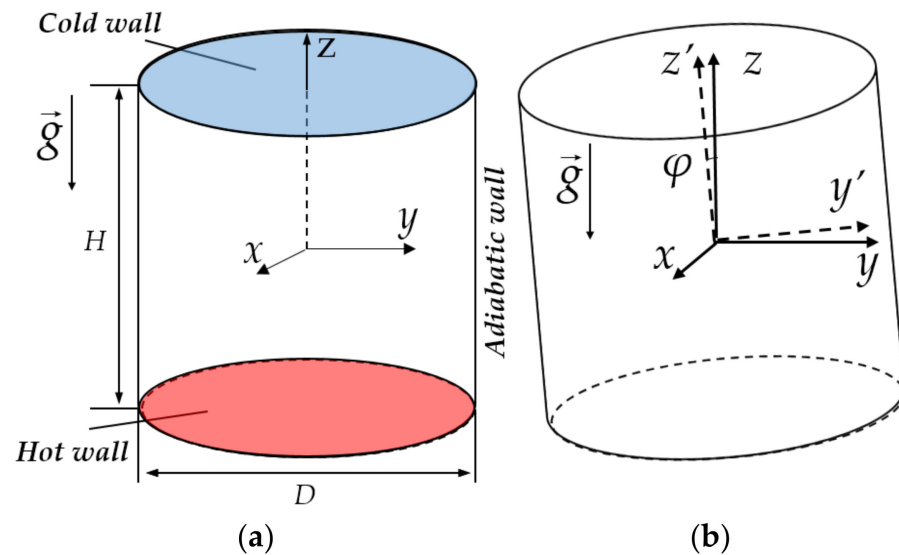 Cold wall
z
g⃗
H
y
x
Adiabatic wall
Hot wall
D
(a)
z′
z
φ
g⃗
y′
x
y
(b)